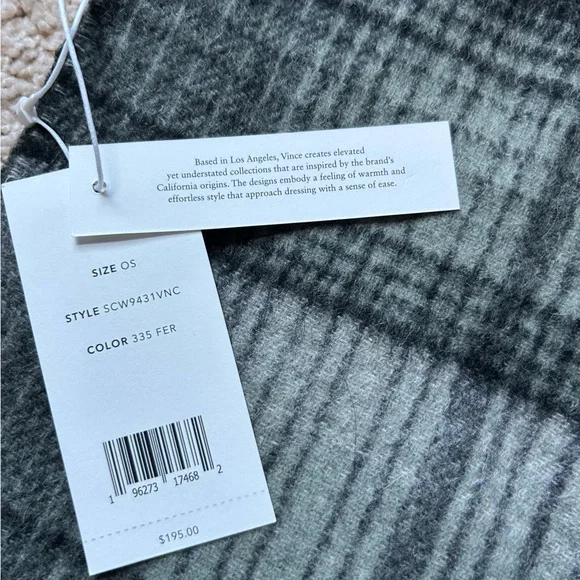 Based in Los Angeles, Vince creates elevated
yet understated collections that are inspired by the brand's
California origins. The designs embody a feeling of warmth and
effortless style that approach dressing with a sense of ease.
SIZE OS
STYLE SCW9431VNC
COLOR 335 FER
1 96273 17468 2
$195.00